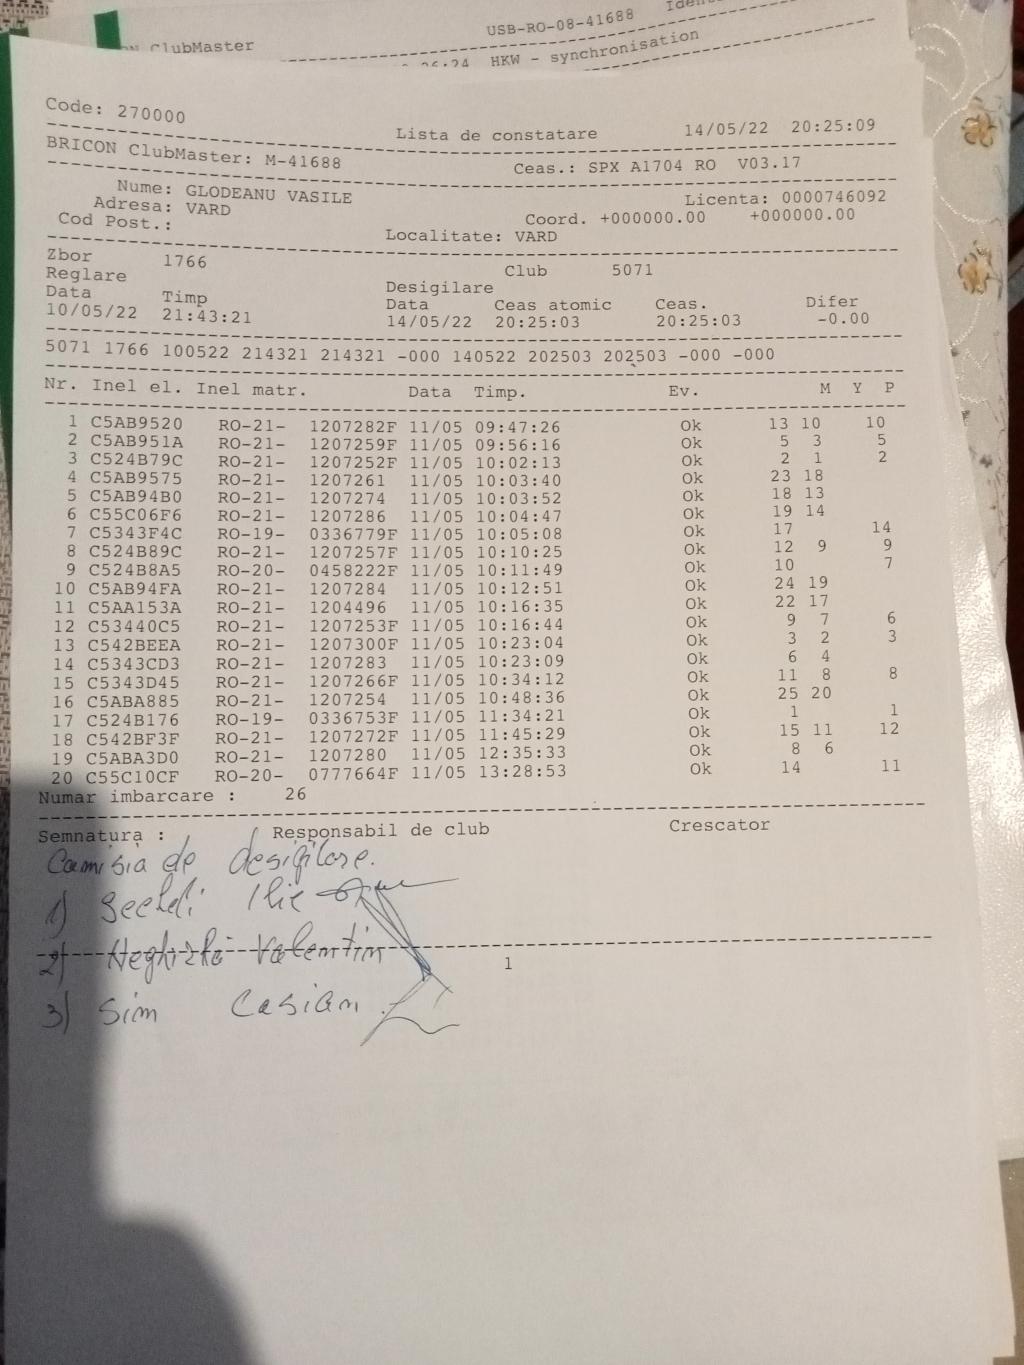 ClubMaster
USB-RO-08-41688
HKW - synchronisation
Code: 270000
Lista de constatare 14/05/22 20:25:09
BRICON ClubMaster: M-41688 Ceas.: SPX A1704 RO V03.17
Nume: GLODEANU VASILE Licenta: 0000746092
Adresa: VARD Coord. +000000.00 +000000.00
Cod Post.: Localitate: VARD
Zbor 1766 Club 5071
Reglare Desigilare
Data Timp Data Ceas atomic Ceas. Difer
10/05/22 21:43:21 14/05/22 20:25:03 20:25:03 -0.00
5071 1766 100522 214321 214321 -000 140522 202503 202503 -000 -000
Nr. Inel el. Inel matr. Data Timp. Ev. M Y P
1 C5AB9520 RO-21- 1207282F 11/05 09:47:26 Ok 13 10 10
2 C5AB951A RO-21- 1207259F 11/05 09:56:16 Ok 5 3 5
3 C524B79C RO-21- 1207252F 11/05 10:02:13 Ok 2 1 2
4 C5AB9575 RO-21- 1207261 11/05 10:03:40 Ok 23 18
5 C5AB94B0 RO-21- 1207274 11/05 10:03:52 Ok 18 13
6 C55C06F6 RO-21- 1207286 11/05 10:04:47 Ok 19 14
7 C5343F4C RO-19- 0336779F 11/05 10:05:08 Ok 17 14
8 C524B89C RO-21- 1207257F 11/05 10:10:25 Ok 12 9 9
9 C524B8A5 RO-20- 0458222F 11/05 10:11:49 Ok 10 7
10 C5AB94FA RO-21- 1207284 11/05 10:12:51 Ok 24 19
11 C5AA153A RO-21- 1204496 11/05 10:16:35 Ok 22 17
12 C53440C5 RO-21- 1207253F 11/05 10:16:44 Ok 9 7 6
13 C542BEEA RO-21- 1207300F 11/05 10:23:04 Ok 3 2 3
14 C5343CD3 RO-21- 1207283 11/05 10:23:09 Ok 6 4
15 C5343D45 RO-21- 1207266F 11/05 10:34:12 Ok 11 8 8
16 C5ABA885 RO-21- 1207254 11/05 10:48:36 Ok 25 20
17 C524B176 RO-19- 0336753F 11/05 11:34:21 Ok 1 1
18 C542BF3F RO-21- 1207272F 11/05 11:45:29 Ok 15 11 12
19 C5ABA3D0 RO-21- 1207280 11/05 12:35:33 Ok 8 6
20 C55C10CF RO-20- 0777664F 11/05 13:28:53 Ok 14 11
Numar imbarcare : 26
Semnatura : Responsabil de club Crescator
Comisia de desigilare.
1) Ilie
2) Valentin
1
3) Sim Casian